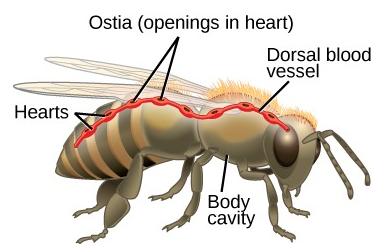 Ostia (openings in heart)
Dorsal blood
vessel
Hearts
Body
cavity